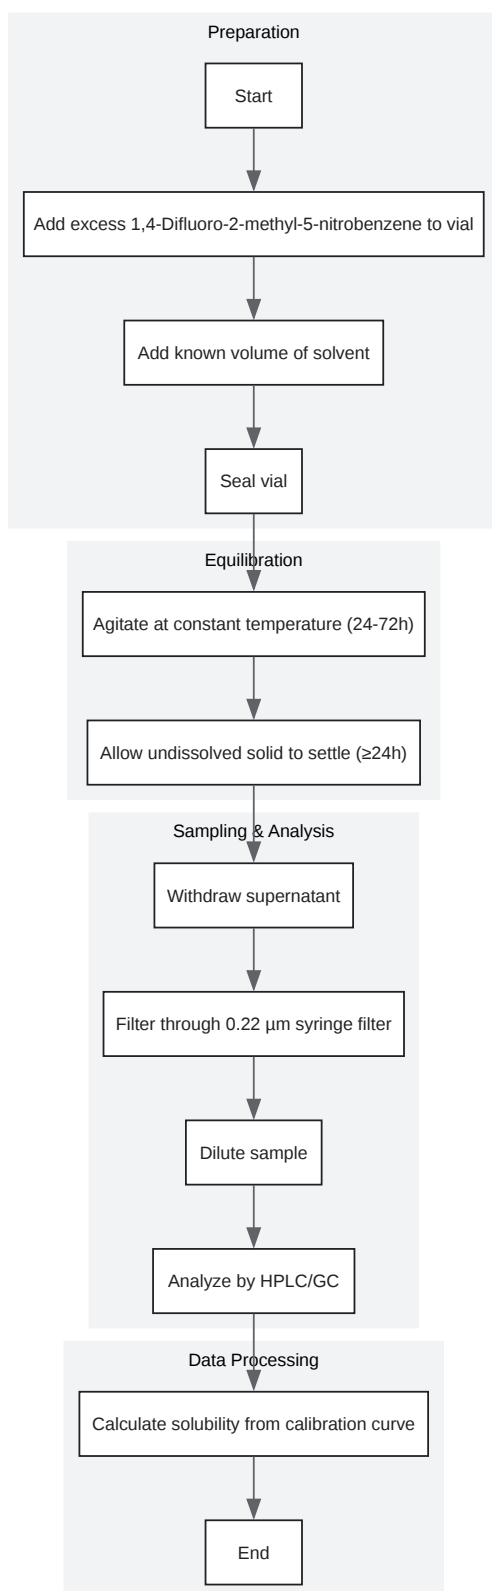 Preparation
Start
Add excess 1,4-Difluoro-2-methyl-5-nitrobenzene to vial
Add known volume of solvent
Seal vial
Equilibration
Agitate at constant temperature (24-72h)
Allow undissolved solid to settle (≥24h)
Sampling & Analysis
Withdraw supernatant
Filter through 0.22 µm syringe filter
Dilute sample
Analyze by HPLC/GC
Data Processing
Calculate solubility from calibration curve
End